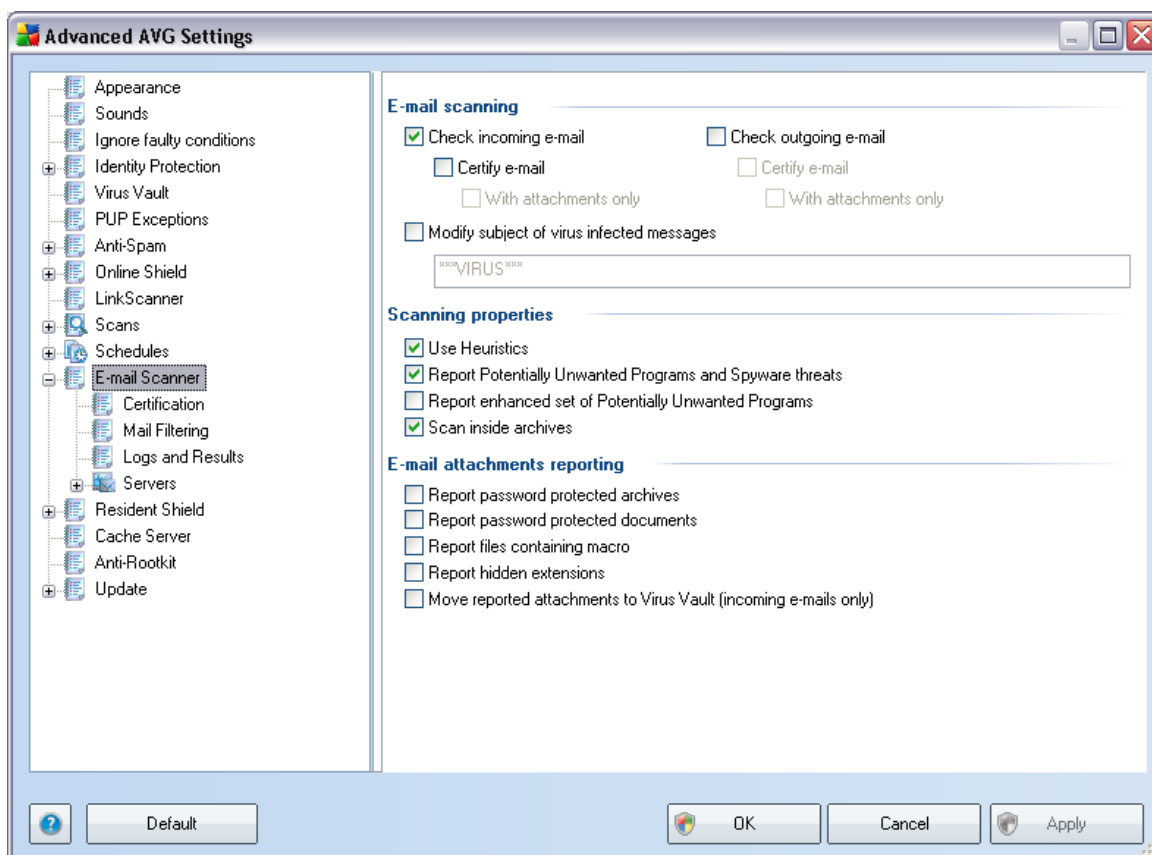 Advanced AVG Settings
Appearance
Sounds
Ignore faulty conditions
Identity Protection
Virus Vault
PUP Exceptions
Anti-Spam
Online Shield
LinkScanner
Scans
Schedules
E-mail Scanner
Certification
Mail Filtering
Logs and Results
Servers
Resident Shield
Cache Server
Anti-Rootkit
Update
E-mail scanning
Check incoming e-mail
Check outgoing e-mail
Certify e-mail
Certify e-mail
With attachments only
With attachments only
Modify subject of virus infected messages
***VIRUS***
Scanning properties
Use Heuristics
Report Potentially Unwanted Programs and Spyware threats
Report enhanced set of Potentially Unwanted Programs
Scan inside archives
E-mail attachments reporting
Report password protected archives
Report password protected documents
Report files containing macro
Report hidden extensions
Move reported attachments to Virus Vault (incoming e-mails only)
? Default OK Cancel Apply